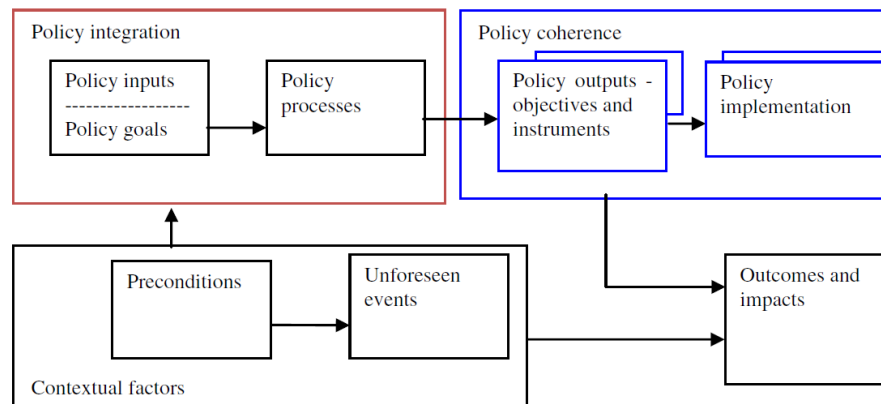 Policy integration
Policy inputs
-------------------
Policy goals
Policy
processes
Policy coherence
Policy outputs -
objectives and
instruments
Policy
implementation
Preconditions
Unforeseen
events
Contextual factors
Outcomes and
impacts